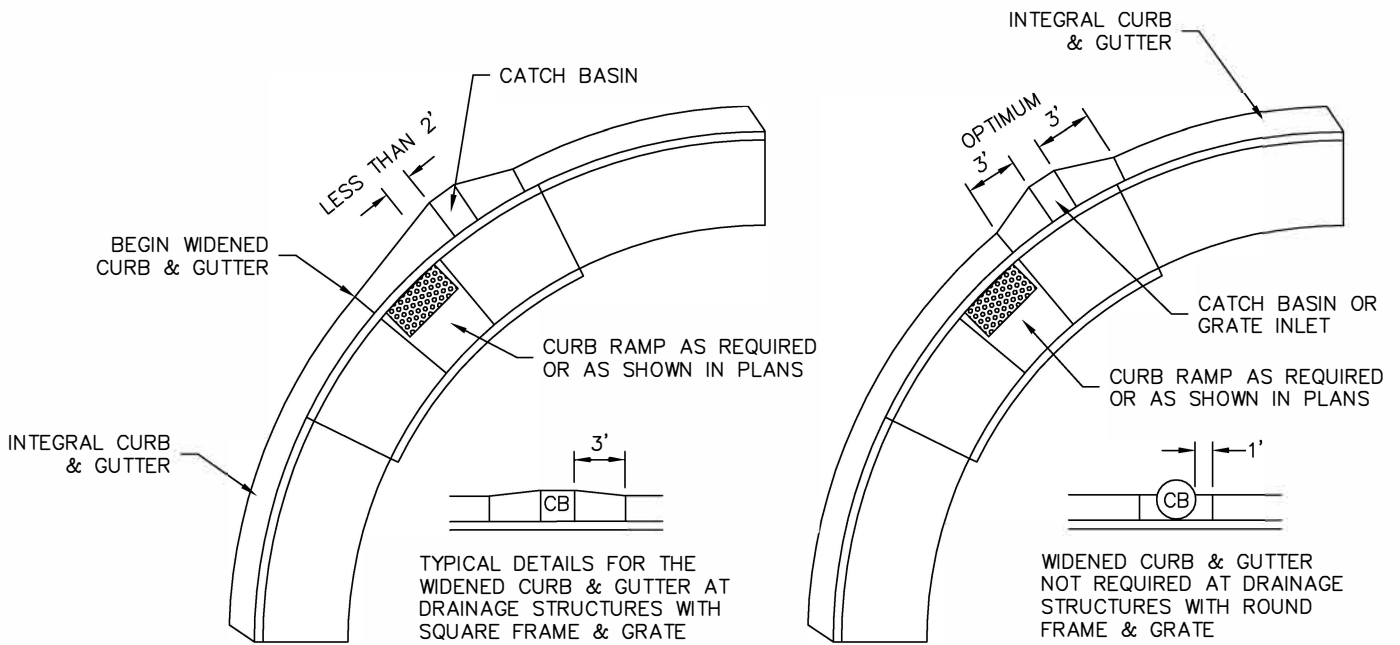 CATCH BASIN
LESS THAN 2'
BEGIN WIDENED
CURB & GUTTER
CURB RAMP AS REQUIRED
OR AS SHOWN IN PLANS
INTEGRAL CURB
& GUTTER
3'
CB
TYPICAL DETAILS FOR THE
WIDENED CURB & GUTTER AT
DRAINAGE STRUCTURES WITH
SQUARE FRAME & GRATE
INTEGRAL CURB
& GUTTER
OPTIMUM
3'
3'
CATCH BASIN OR
GRATE INLET
CURB RAMP AS REQUIRED
OR AS SHOWN IN PLANS
1'
CB
WIDENED CURB & GUTTER
NOT REQUIRED AT DRAINAGE
STRUCTURES WITH ROUND
FRAME & GRATE